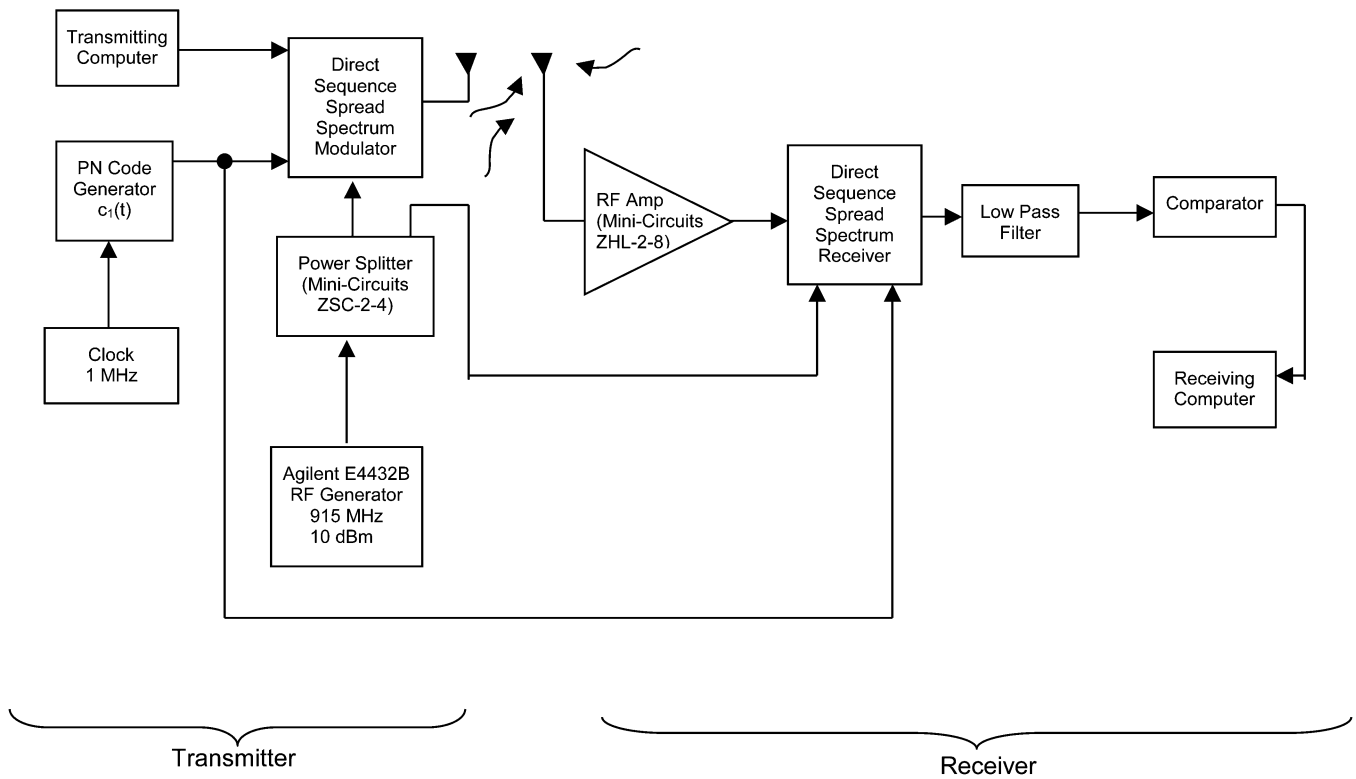 Transmitting
Computer
Direct
Sequence
Spread
Spectrum
Modulator
PN Code
Generator
c₁(t)
Clock
1 MHz
Power Splitter
(Mini-Circuits
ZSC-2-4)
Agilent E4432B
RF Generator
915 MHz
10 dBm
RF Amp
(Mini-Circuits
ZHL-2-8)
Direct
Sequence
Spread
Spectrum
Receiver
Low Pass
Filter
Comparator
Receiving
Computer
Transmitter
Receiver